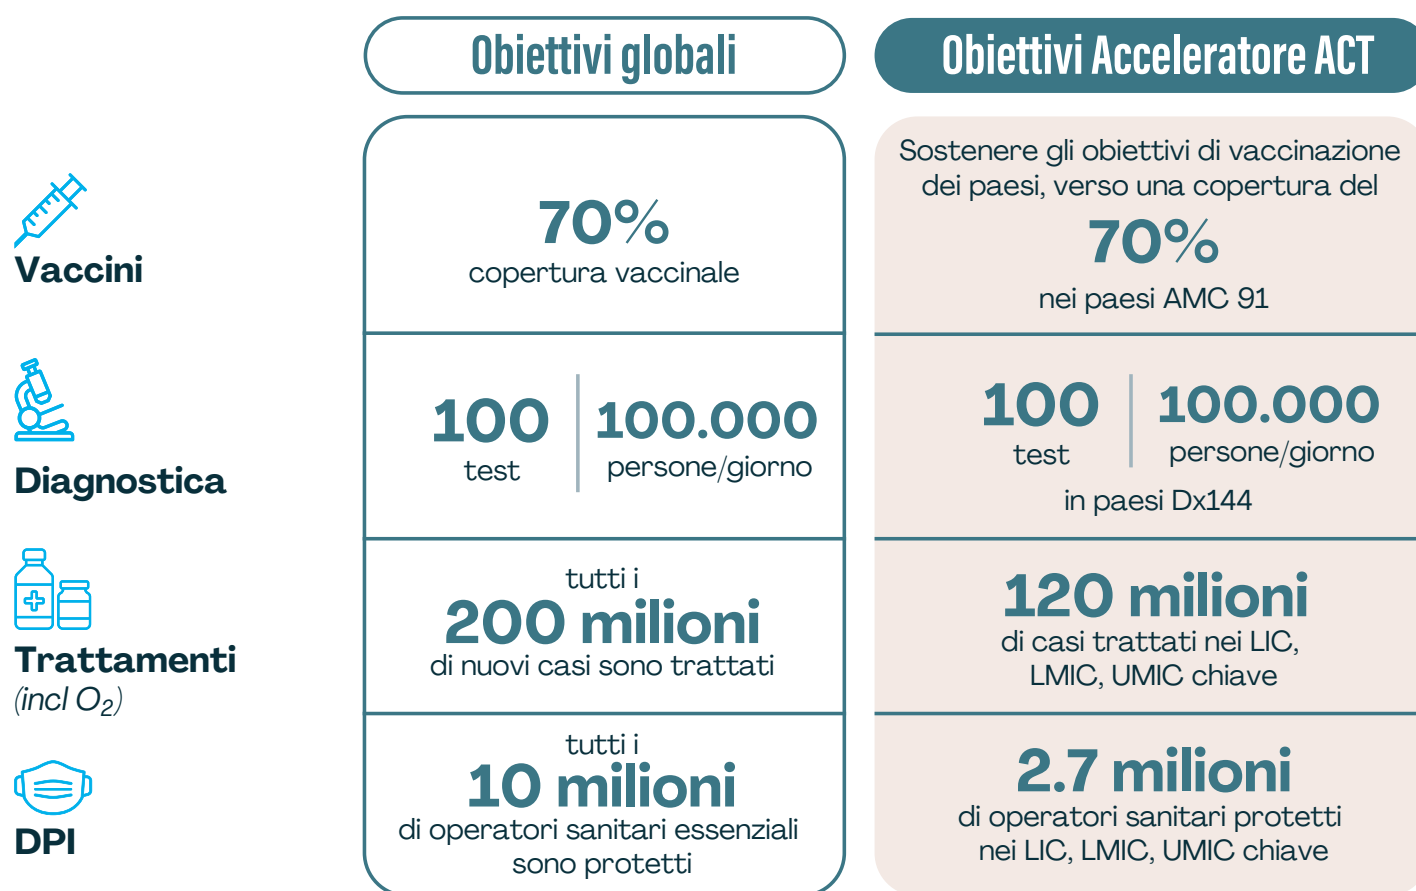 Obiettivi globali
Obiettivi Acceleratore ACT
Vaccini
70%
copertura vaccinale
Sostenere gli obiettivi di vaccinazione
dei paesi, verso una copertura del
70%
nei paesi AMC 91
Diagnostica
100
test
100.000
persone/giorno
100
test
100.000
persone/giorno
in paesi Dx144
Trattamenti
(incl O₂)
tutti i
200 milioni
di nuovi casi sono trattati
120 milioni
di casi trattati nei LIC,
LMIC, UMIC chiave
DPI
tutti i
10 milioni
di operatori sanitari essenziali
sono protetti
2.7 milioni
di operatori sanitari protetti
nei LIC, LMIC, UMIC chiave